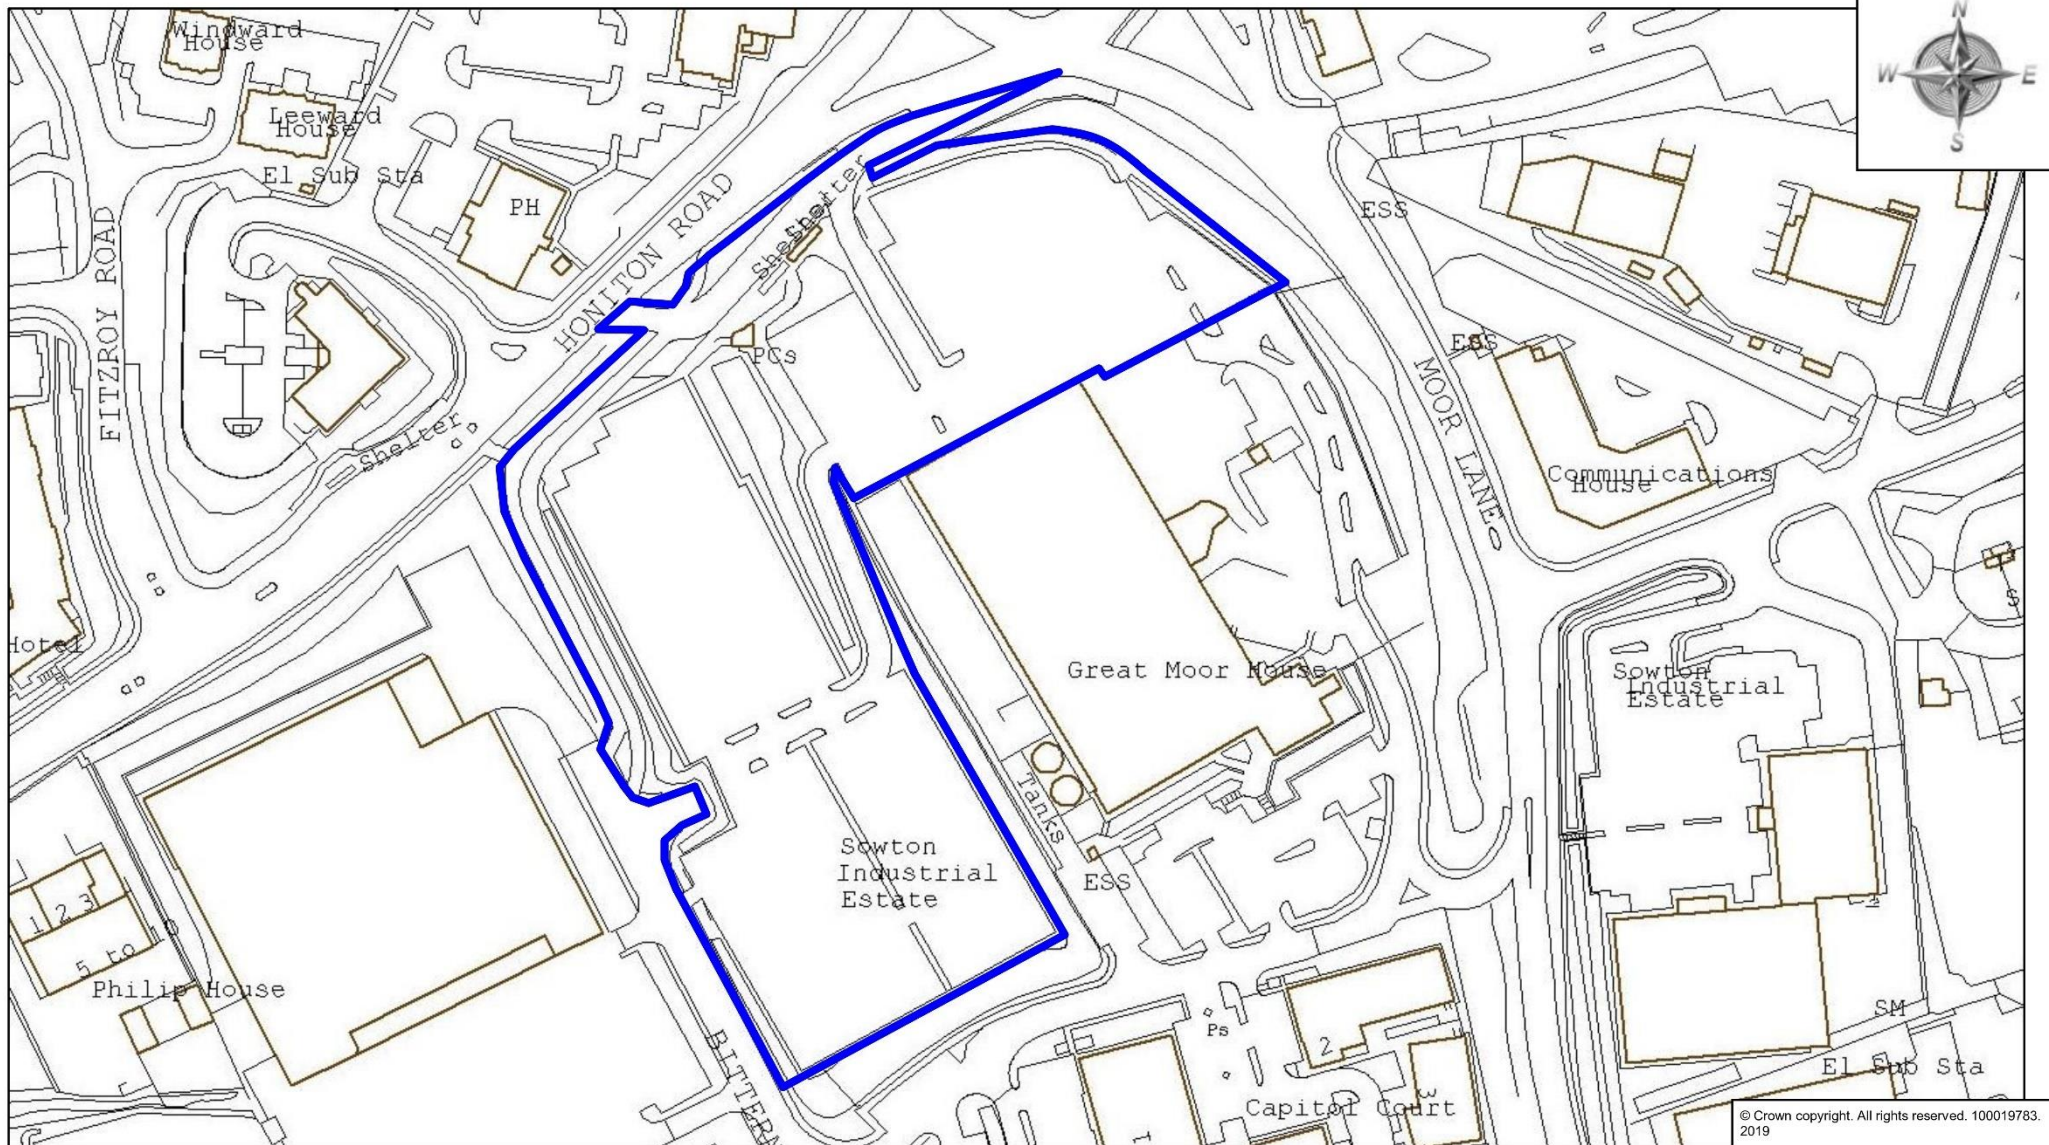 N
W
E
S
Windward
House
Leeward
House
El Sub Sta
PH
FITZROY ROAD
HONITON ROAD
Shelter
Shelter
Shelter
PCs
ESS
ESS
MOOR LANE
Communications
House
Hotel
Great Moor House
Sowton
Industrial
Estate
Tanks
Sowton
Industrial
Estate
ESS
1
2
3
5 to 10
Philip House
BITTERN
Ps
2
3
1
Capitol Court
SM
El Sub Sta
© Crown copyright. All rights reserved. 100019783.
2019